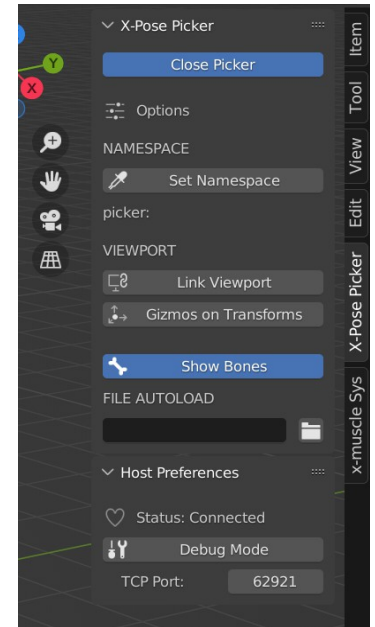 X-Pose Picker
Close Picker
Options
NAMESPACE
Set Namespace
picker:
VIEWPORT
Link Viewport
Gizmos on Transforms
Show Bones
FILE AUTOLOAD
Host Preferences
Status: Connected
Debug Mode
TCP Port: 62921
Y
X
Item
Tool
View
Edit
X-Pose Picker
x-muscle Sys